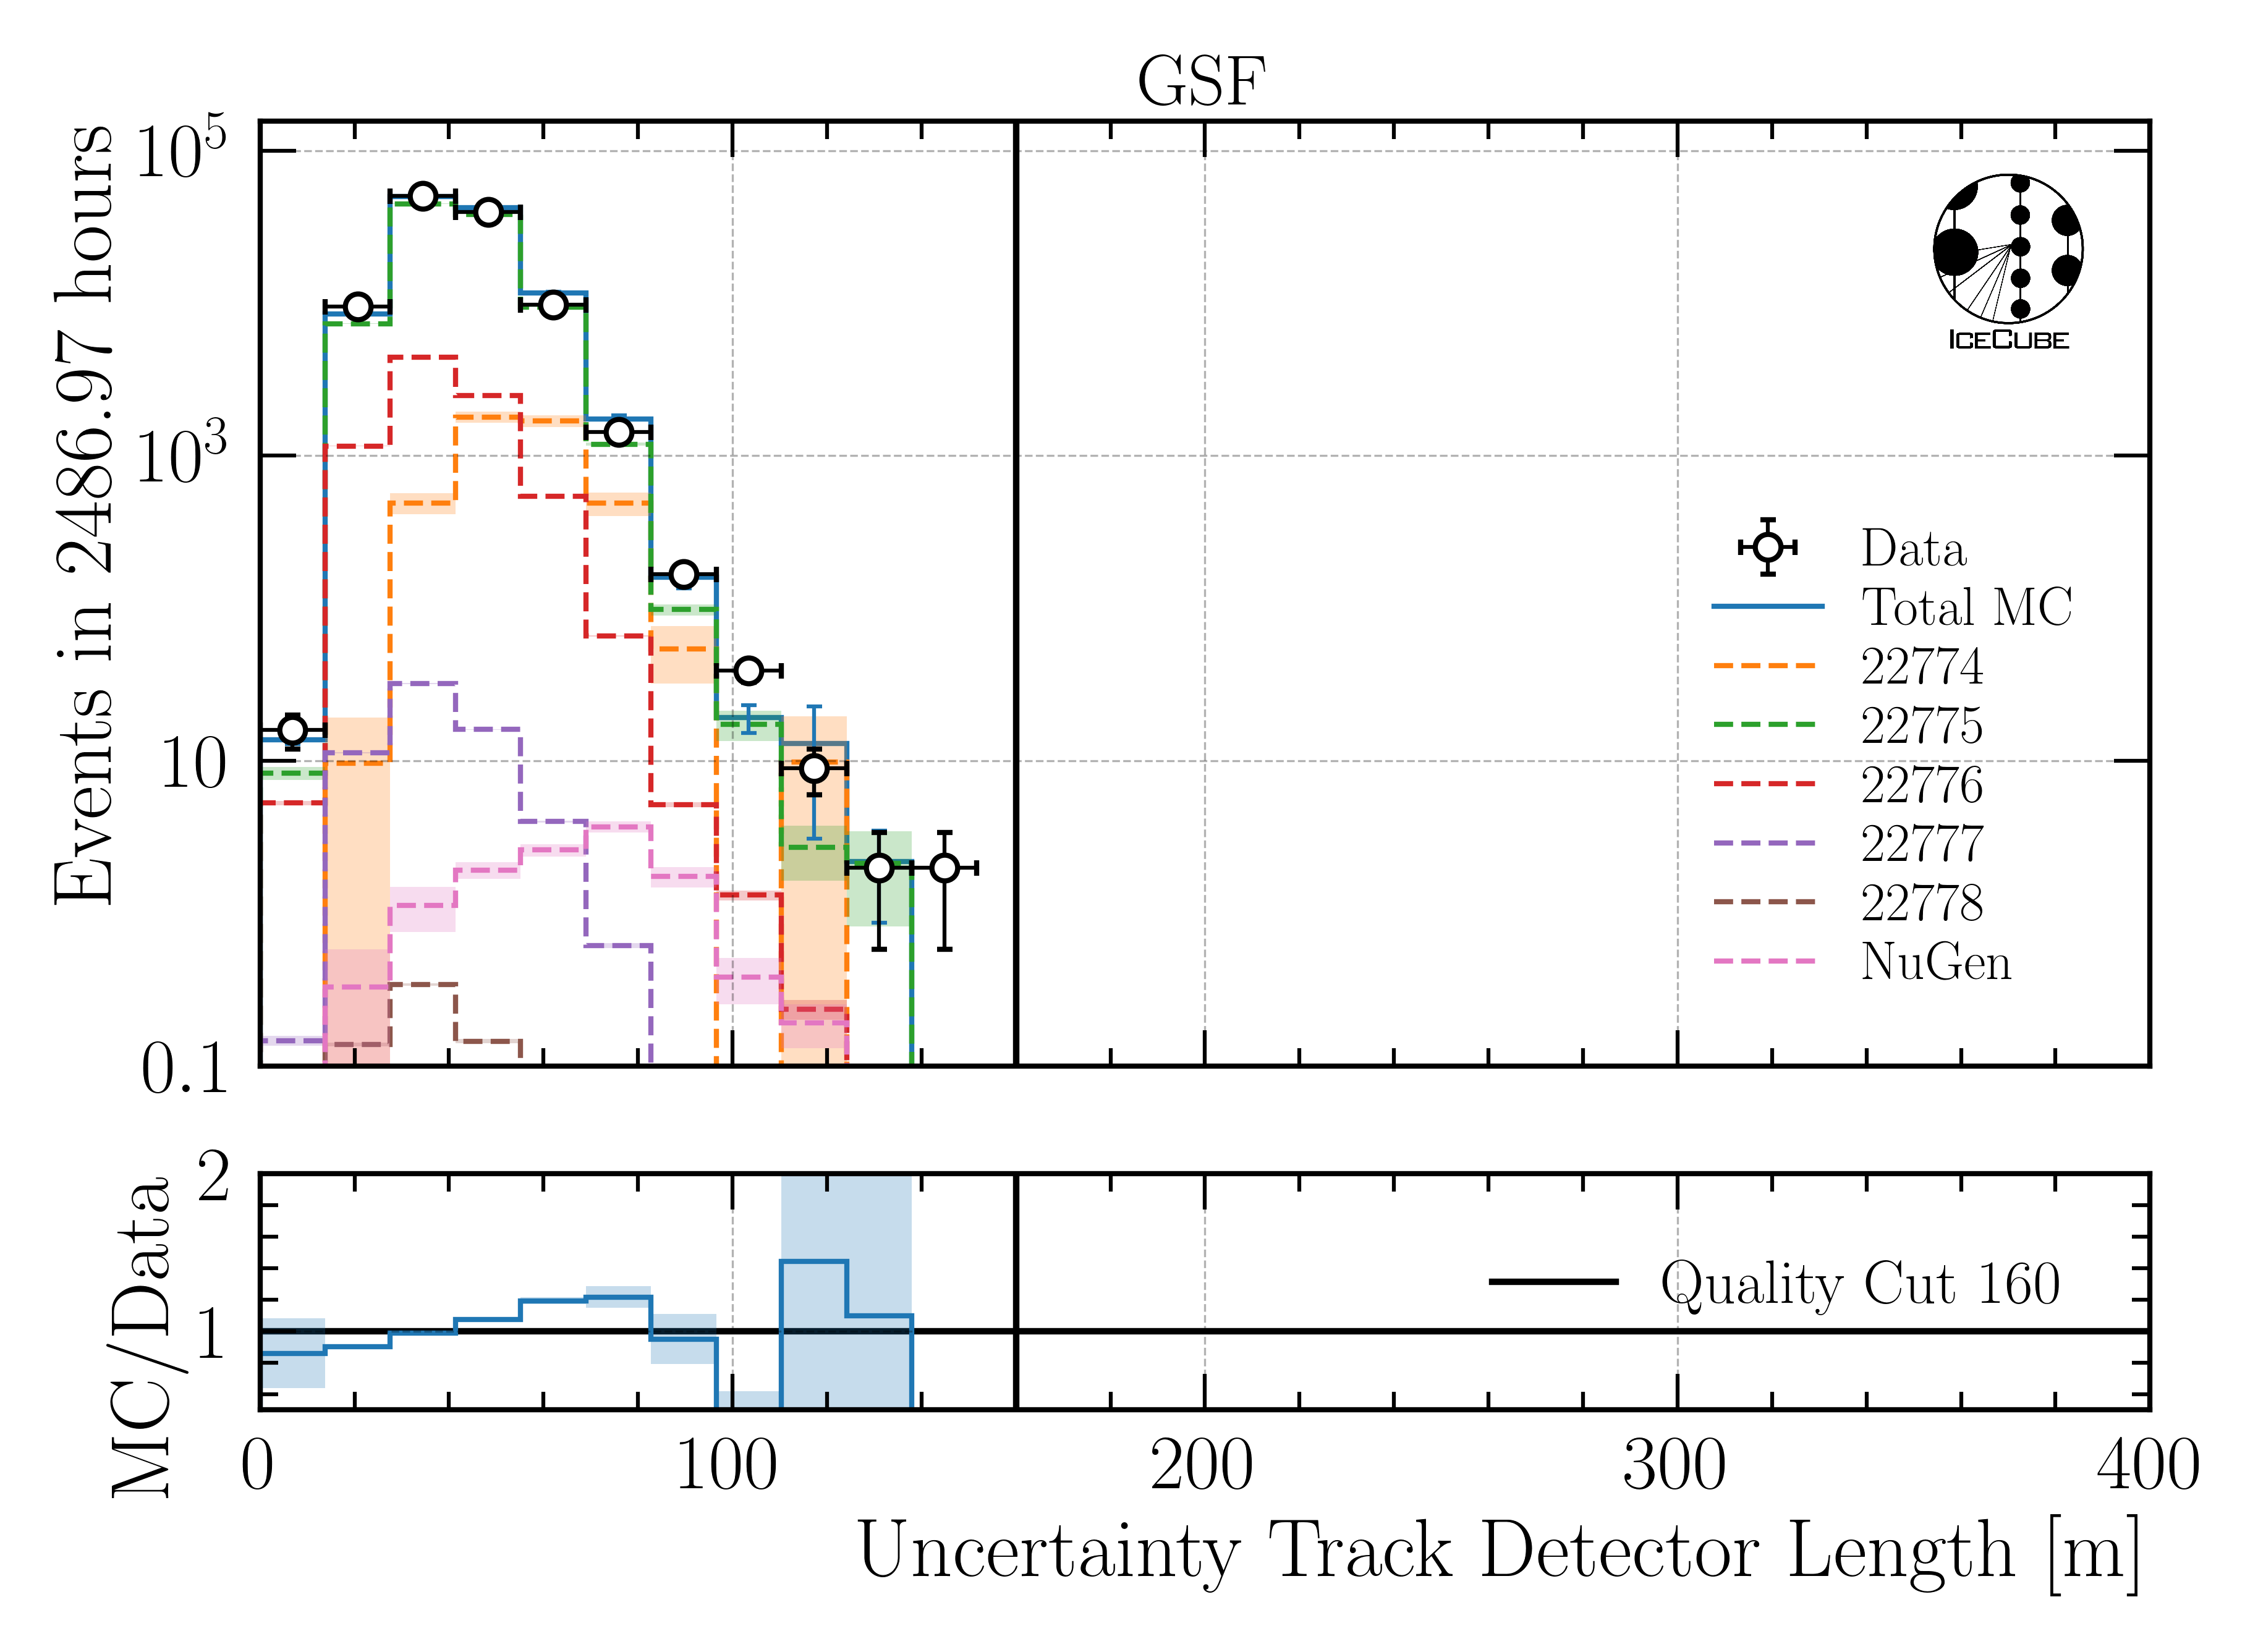 GSF
Events in 2486.97 hours
10^5
10^3
10
0.1
IceCube
Data
Total MC
22774
22775
22776
22777
22778
NuGen
MC/Data
2
1
Quality Cut 160
0 100 200 300 400
Uncertainty Track Detector Length [m]